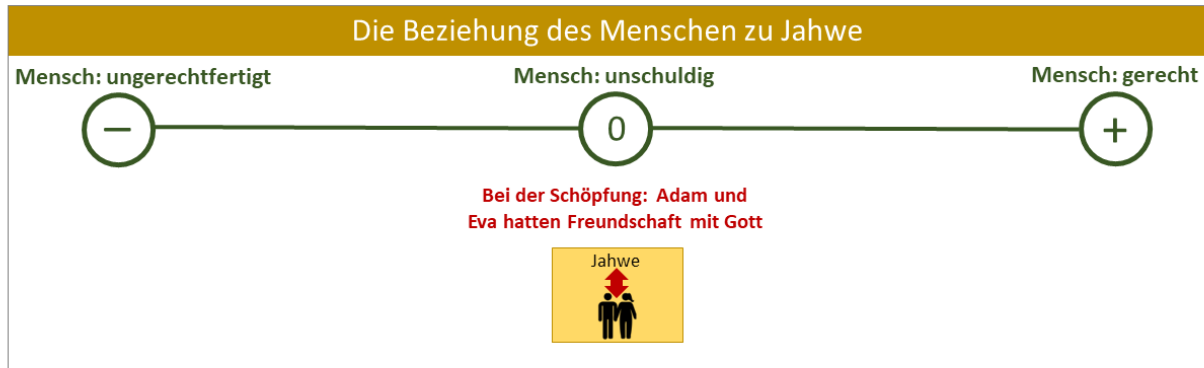 Die Beziehung des Menschen zu Jahwe
Mensch: ungerechtfertigt
Mensch: unschuldig
Mensch: gerecht
−
0
+
Bei der Schöpfung: Adam und
Eva hatten Freundschaft mit Gott
Jahwe